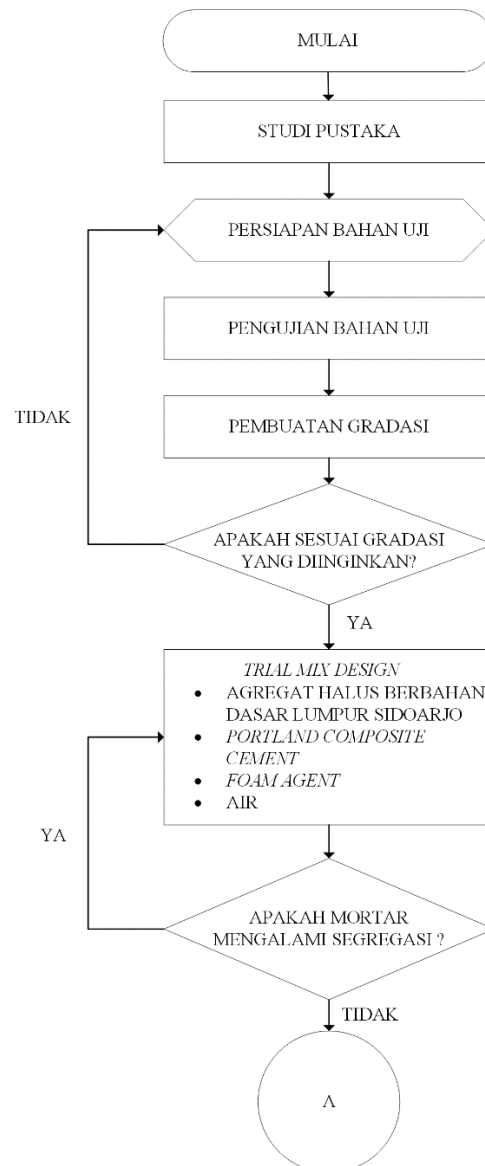 MULAI
STUDI PUSTAKA
PERSIAPAN BAHAN UJI
PENGUJIAN BAHAN UJI
TIDAK
PEMBUATAN GRADASI
APAKAH SESUAI GRADASI
YANG DIINGINKAN?
YA
TRIAL MIX DESIGN
• AGREGAT HALUS BERBAHAN
DASAR LUMPUR SIDOARJO
• PORTLAND COMPOSITE
CEMENT
• FOAM AGENT
• AIR
YA
APAKAH MORTAR
MENGALAMI SEGREGASI ?
TIDAK
A